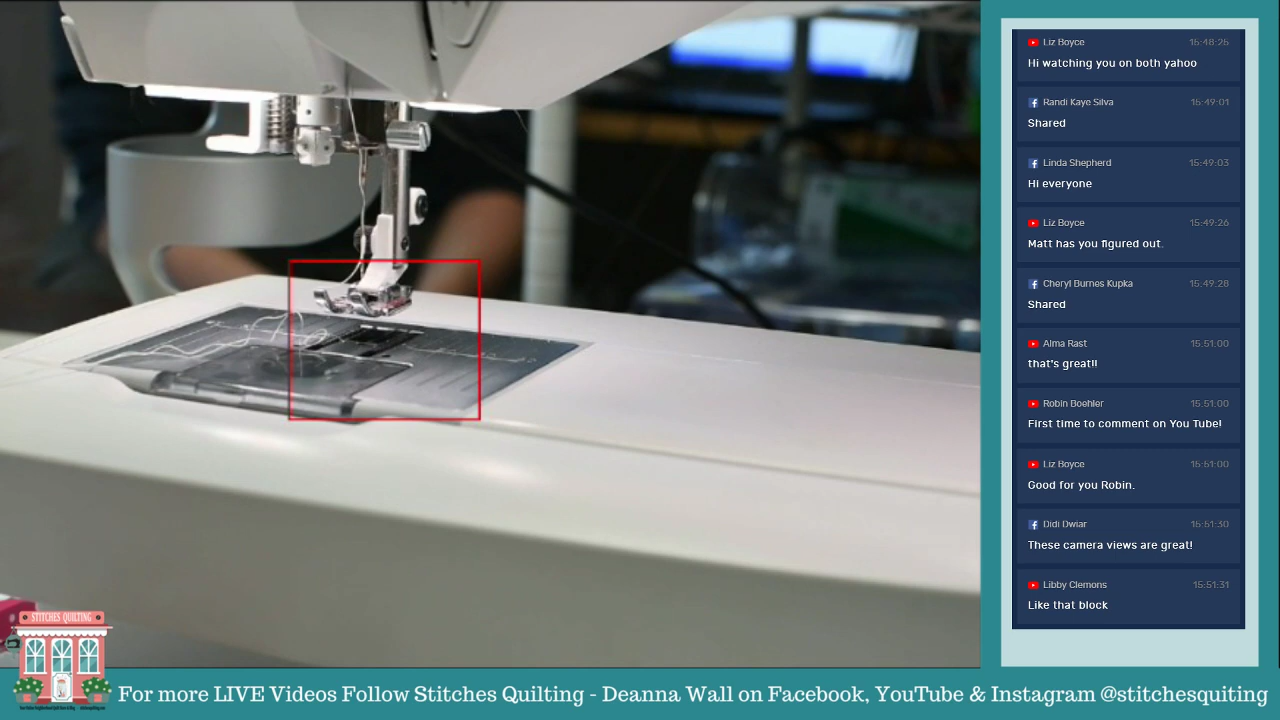 Liz Boyce 15:48:25
Hi watching you on both yahoo
Randi Kaye Silva 15:49:01
Shared
Linda Shepherd 15:49:03
Hi everyone
Liz Boyce 15:49:26
Matt has you figured out.
Cheryl Burnes Kupka 15:49:28
Shared
Alma Rast 15:51:00
that's great!!
Robin Boehler 15:51:00
First time to comment on You Tube!
Liz Boyce 15:51:00
Good for you Robin.
Didi Dwiar 15:51:30
These camera views are great!
Libby Clemons 15:51:31
Like that block
STITCHES QUILTING
For more LIVE Videos Follow Stitches Quilting - Deanna Wall on Facebook, YouTube & Instagram @stitchesquiting